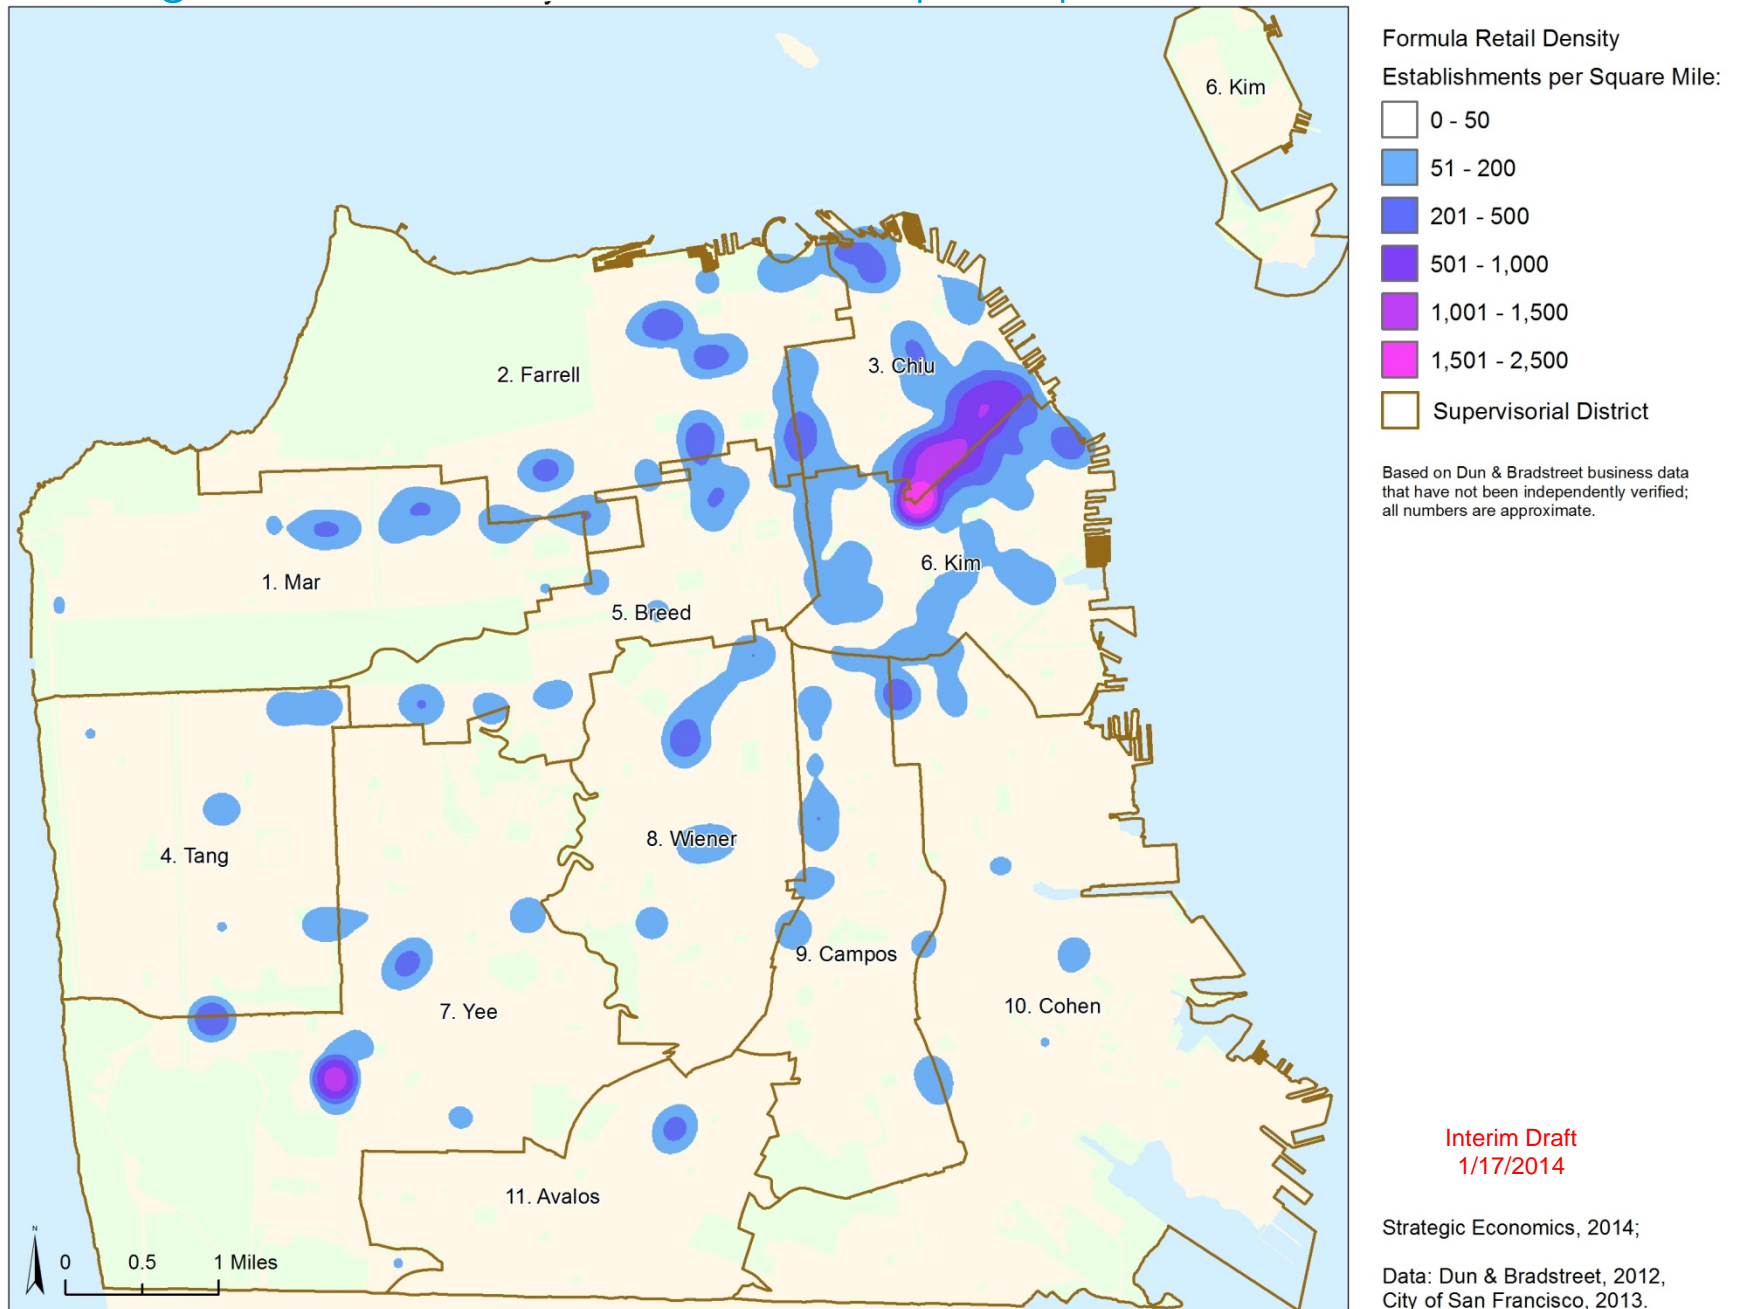 6. Kim
2. Farrell
3. Chiu
1. Mar
6. Kim
5. Breed
8. Wiener
4. Tang
9. Campos
7. Yee
10. Cohen
11. Avalos
N
0 0.5 1 Miles
Formula Retail Density
Establishments per Square Mile:
0 - 50
51 - 200
201 - 500
501 - 1,000
1,001 - 1,500
1,501 - 2,500
Supervisorial District
Based on Dun & Bradstreet business data
that have not been independently verified;
all numbers are approximate.
Interim Draft
1/17/2014
Strategic Economics, 2014;
Data: Dun & Bradstreet, 2012,
City of San Francisco, 2013.